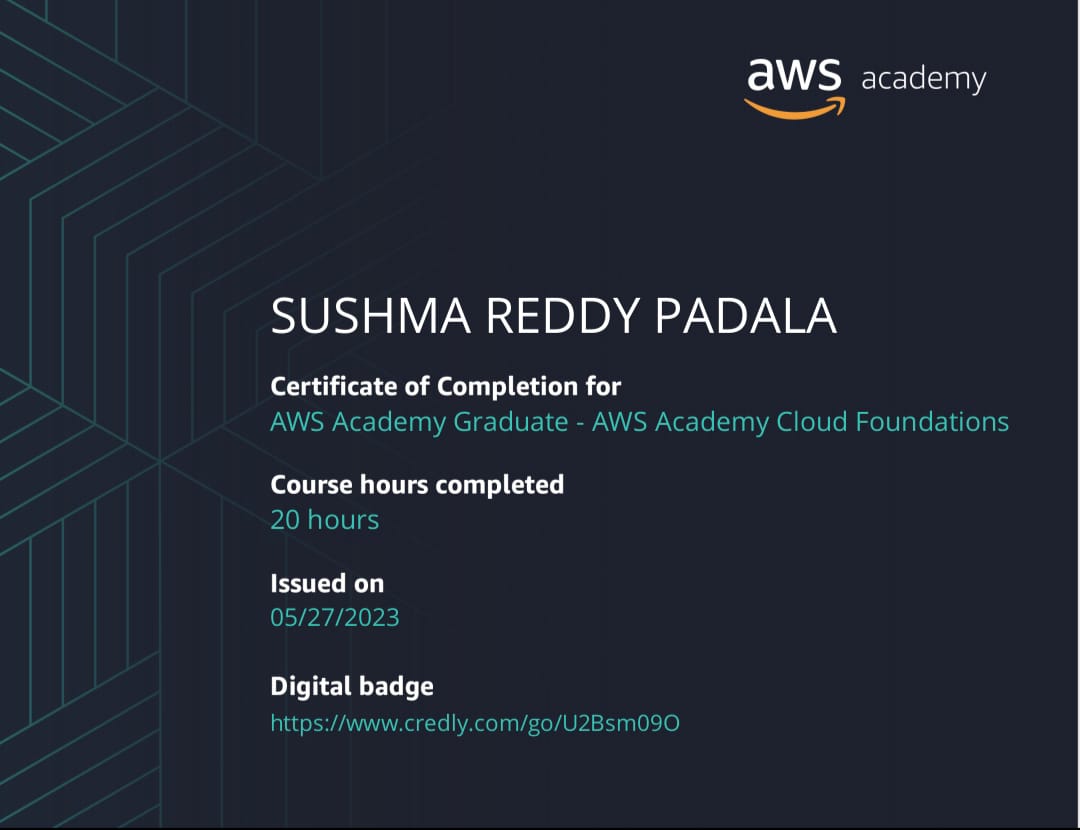 aws academy
SUSHMA REDDY PADALA
Certificate of Completion for
AWS Academy Graduate - AWS Academy Cloud Foundations
Course hours completed
20 hours
Issued on
05/27/2023
Digital badge
https://www.credly.com/go/U2Bsm09O